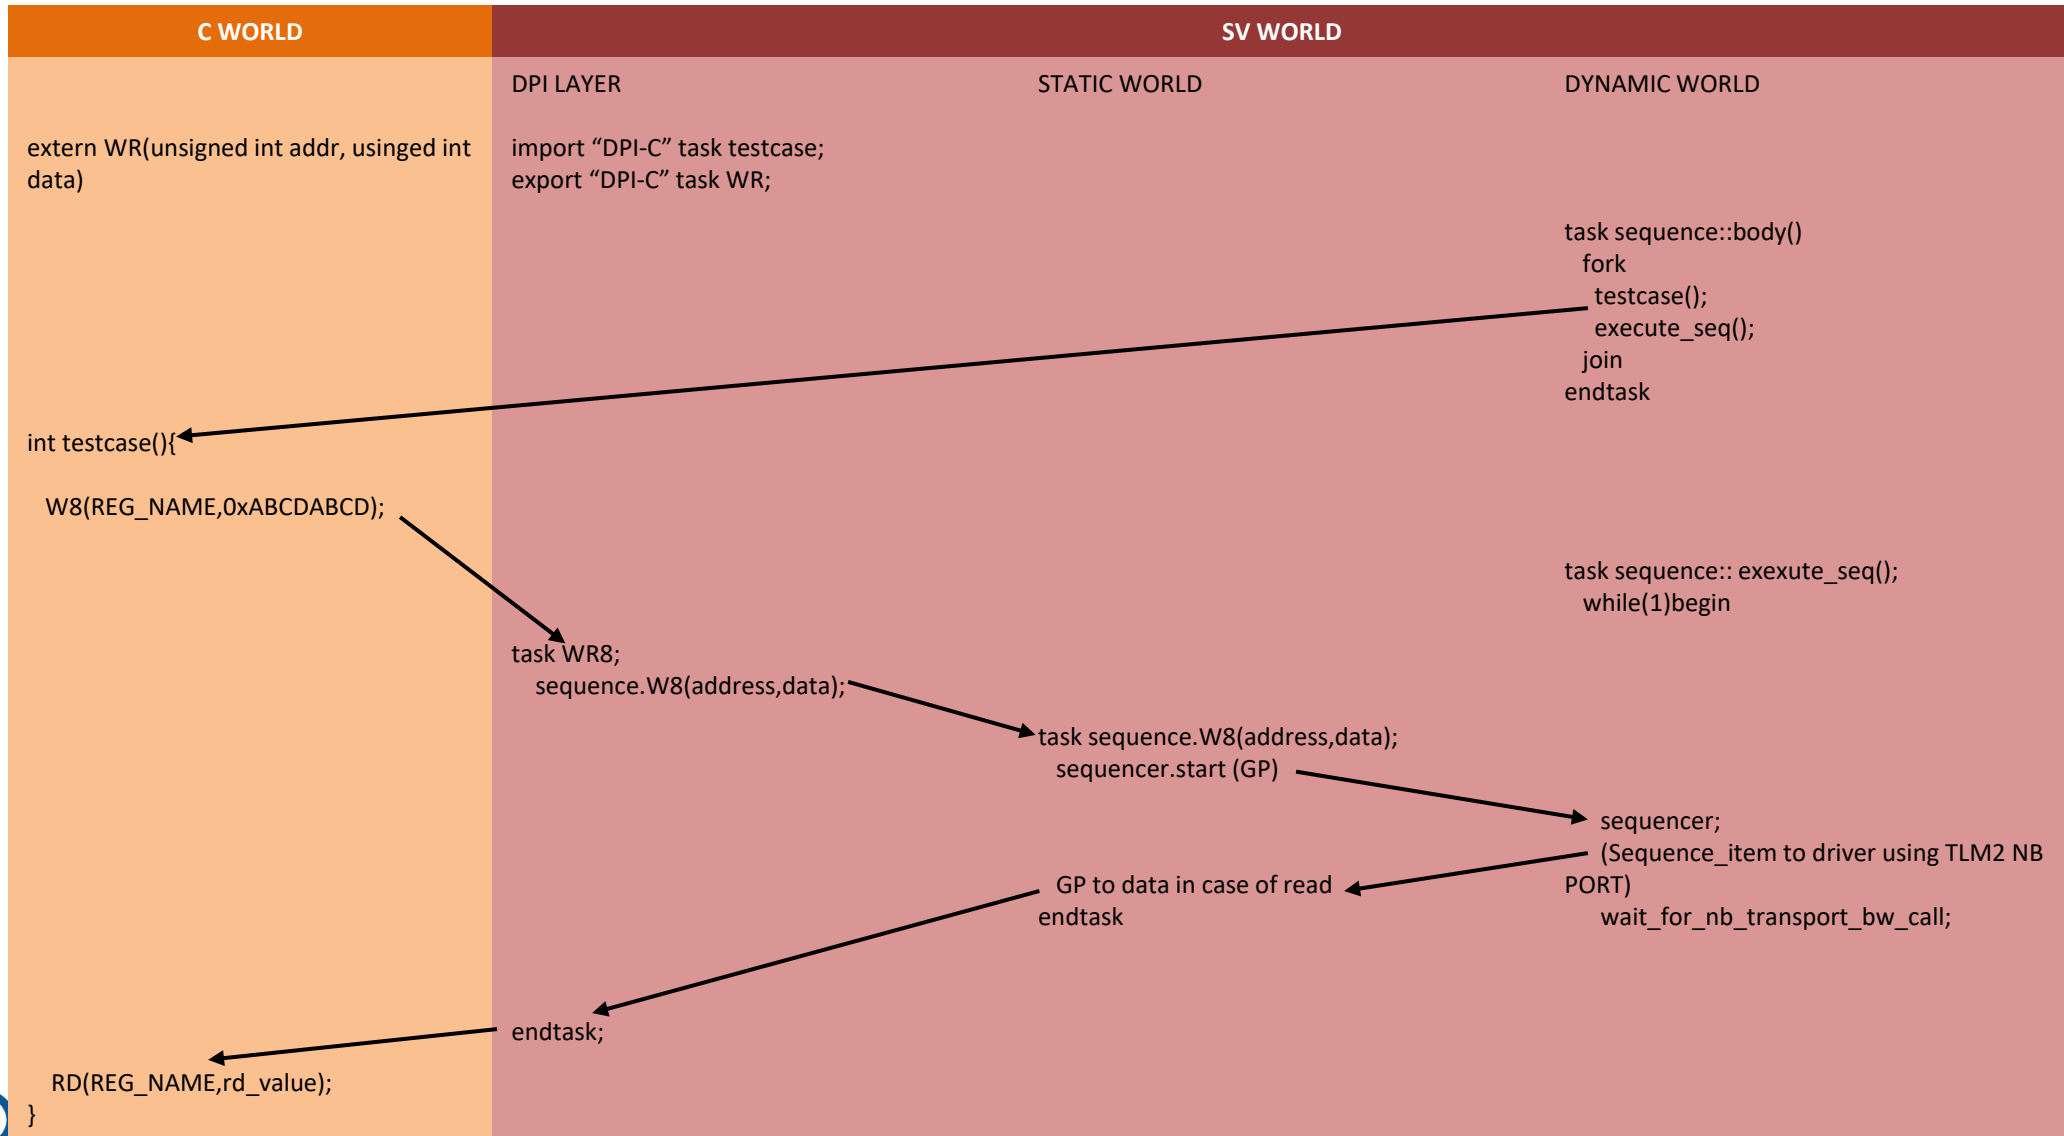 C WORLD
SV WORLD
DPI LAYER
STATIC WORLD
DYNAMIC WORLD
extern WR(unsigned int addr, usinged int
data)
import “DPI-C” task testcase;
export “DPI-C” task WR;
task sequence::body()
fork
testcase();
execute_seq();
join
endtask
int testcase(){
W8(REG_NAME,0xABCDABCD);
task sequence:: exexute_seq();
while(1)begin
task WR8;
sequence.W8(address,data);
task sequence.W8(address,data);
sequencer.start (GP)
sequencer;
(Sequence_item to driver using TLM2 NB
PORT)
wait_for_nb_transport_bw_call;
GP to data in case of read
endtask
endtask;
RD(REG_NAME,rd_value);
}